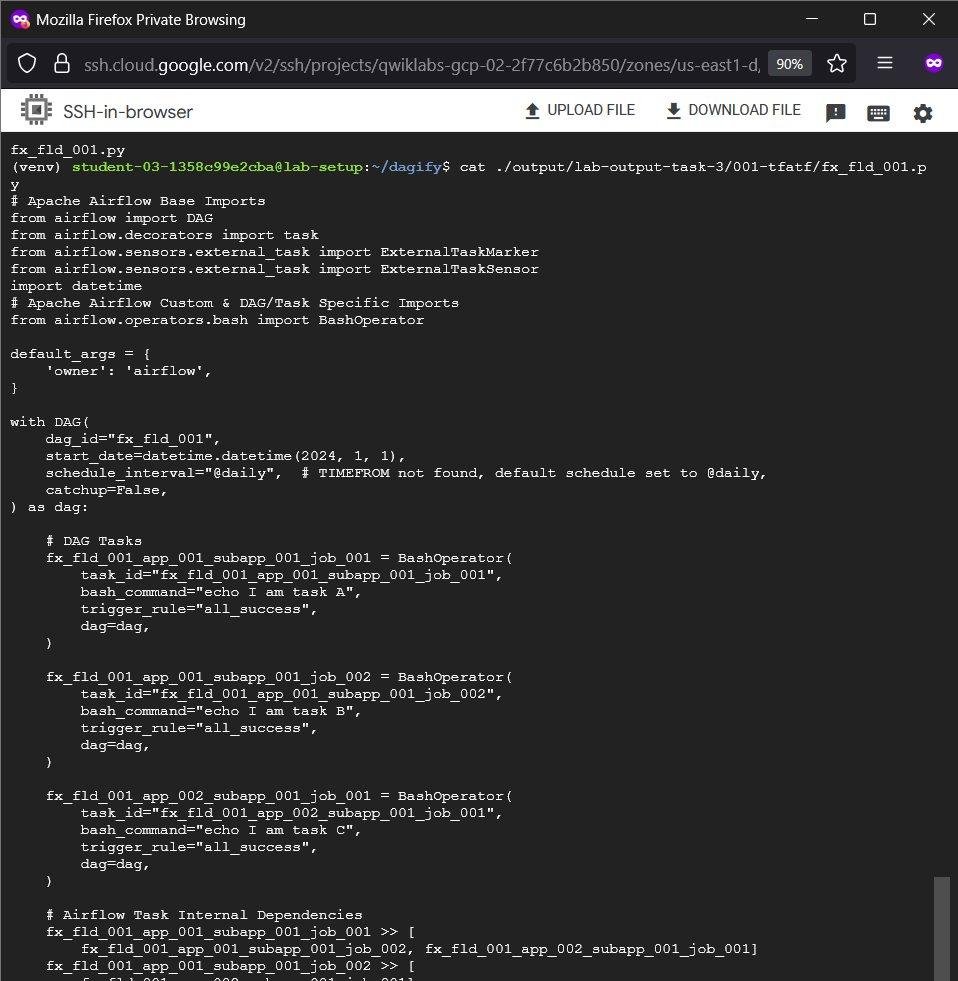 Mozilla Firefox Private Browsing
ssh.cloud.google.com/v2/ssh/projects/qwiklabs-gcp-02-2f77c6b2b850/zones/us-east1-d,
90%
SSH-in-browser
UPLOAD FILE
DOWNLOAD FILE
fx_fld_001.py
(venv) student-03-1358c99e2cba@lab-setup:~/dagify$ cat ./output/lab-output-task-3/001-tfatf/fx_fld_001.p
y
# Apache Airflow Base Imports
from airflow import DAG
from airflow.decorators import task
from airflow.sensors.external_task import ExternalTaskMarker
from airflow.sensors.external_task import ExternalTaskSensor
import datetime
# Apache Airflow Custom & DAG/Task Specific Imports
from airflow.operators.bash import BashOperator

default_args = {
    'owner': 'airflow',
}

with DAG(
    dag_id="fx_fld_001",
    start_date=datetime.datetime(2024, 1, 1),
    schedule_interval="@daily",  # TIMEFROM not found, default schedule set to @daily,
    catchup=False,
) as dag:

    # DAG Tasks
    fx_fld_001_app_001_subapp_001_job_001 = BashOperator(
        task_id="fx_fld_001_app_001_subapp_001_job_001",
        bash_command="echo I am task A",
        trigger_rule="all_success",
        dag=dag,
    )

    fx_fld_001_app_001_subapp_001_job_002 = BashOperator(
        task_id="fx_fld_001_app_001_subapp_001_job_002",
        bash_command="echo I am task B",
        trigger_rule="all_success",
        dag=dag,
    )

    fx_fld_001_app_002_subapp_001_job_001 = BashOperator(
        task_id="fx_fld_001_app_002_subapp_001_job_001",
        bash_command="echo I am task C",
        trigger_rule="all_success",
        dag=dag,
    )

    # Airflow Task Internal Dependencies
    fx_fld_001_app_001_subapp_001_job_001 >> [
        fx_fld_001_app_001_subapp_001_job_002, fx_fld_001_app_002_subapp_001_job_001]
    fx_fld_001_app_001_subapp_001_job_002 >> [